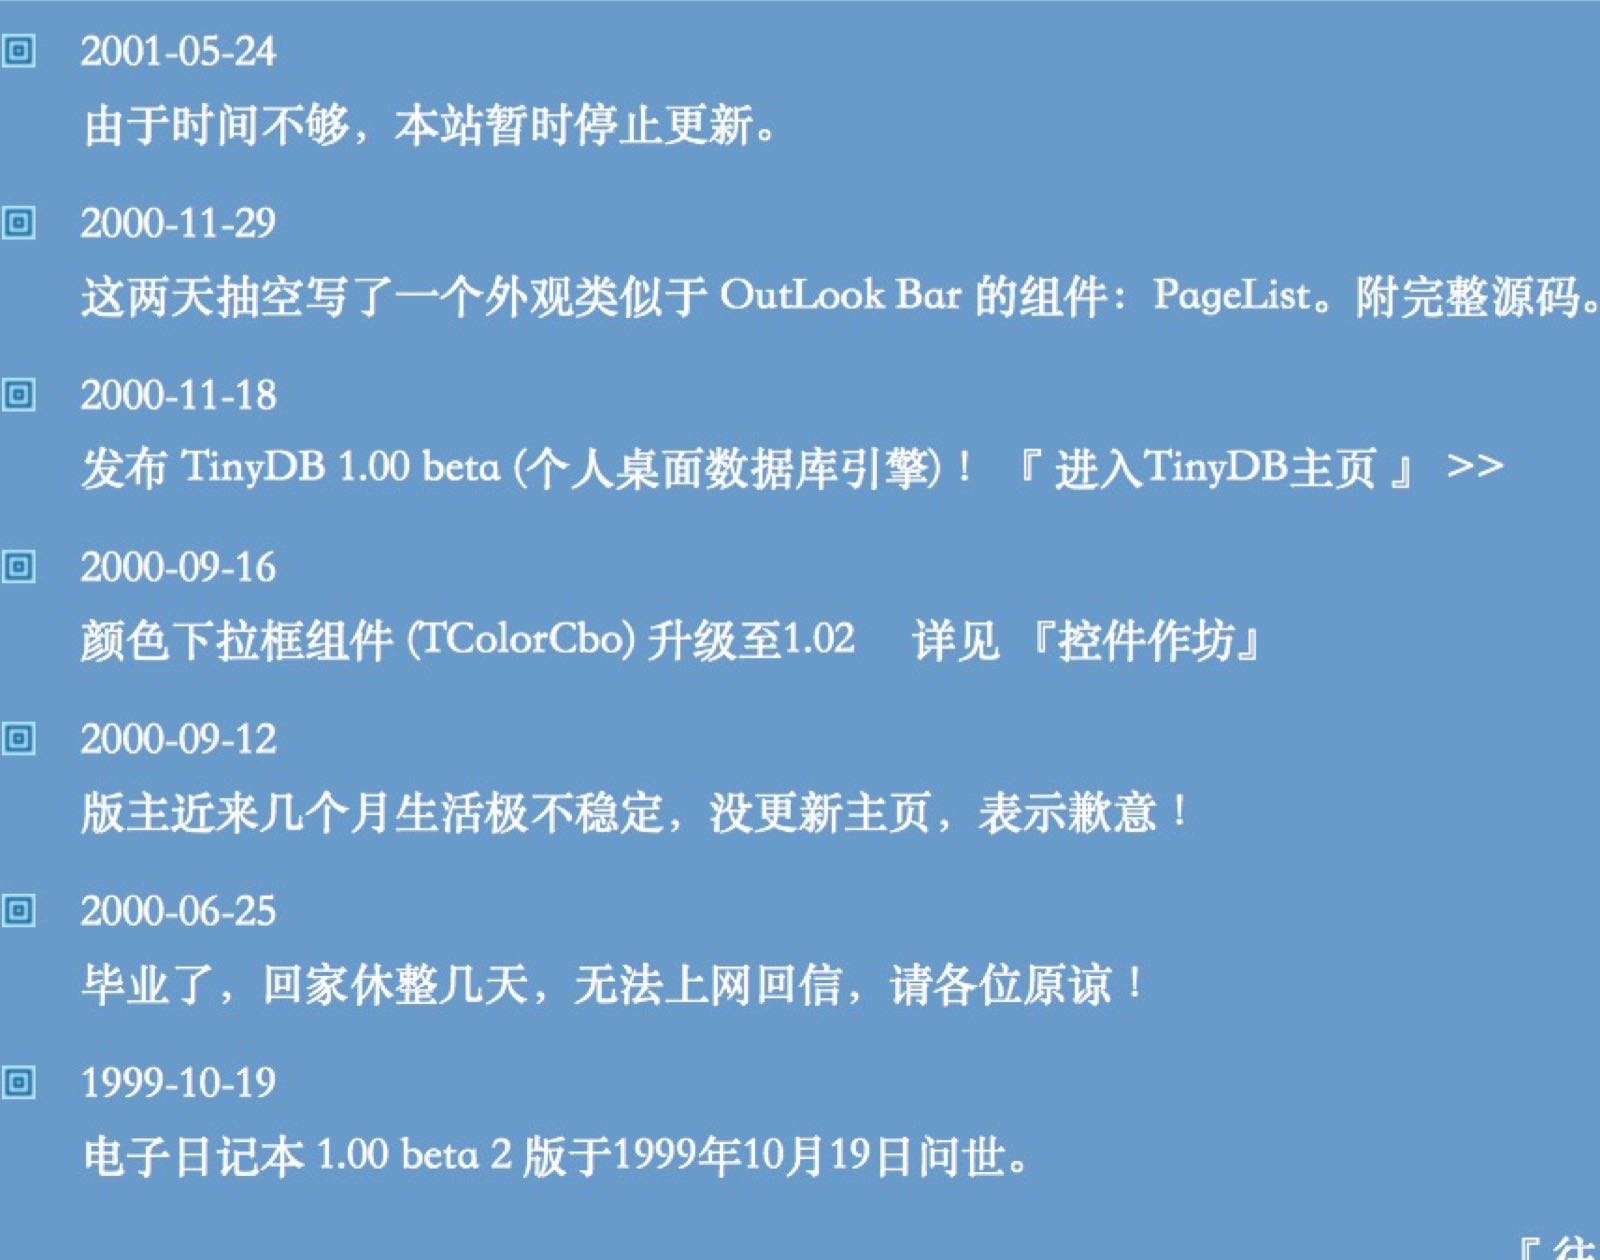 2001-05-24
由于时间不够，本站暂时停止更新。
2000-11-29
这两天抽空写了一个外观类似于 OutLook Bar 的组件：PageList。附完整源码。
2000-11-18
发布 TinyDB 1.00 beta (个人桌面数据库引擎)！ 『 进入TinyDB主页 』 >>
2000-09-16
颜色下拉框组件 (TColorCbo) 升级至1.02 详见 『控件作坊』
2000-09-12
版主近来几个月生活极不稳定，没更新主页，表示歉意！
2000-06-25
毕业了，回家休整几天，无法上网回信，请各位原谅！
1999-10-19
电子日记本 1.00 beta 2 版于1999年10月19日问世。